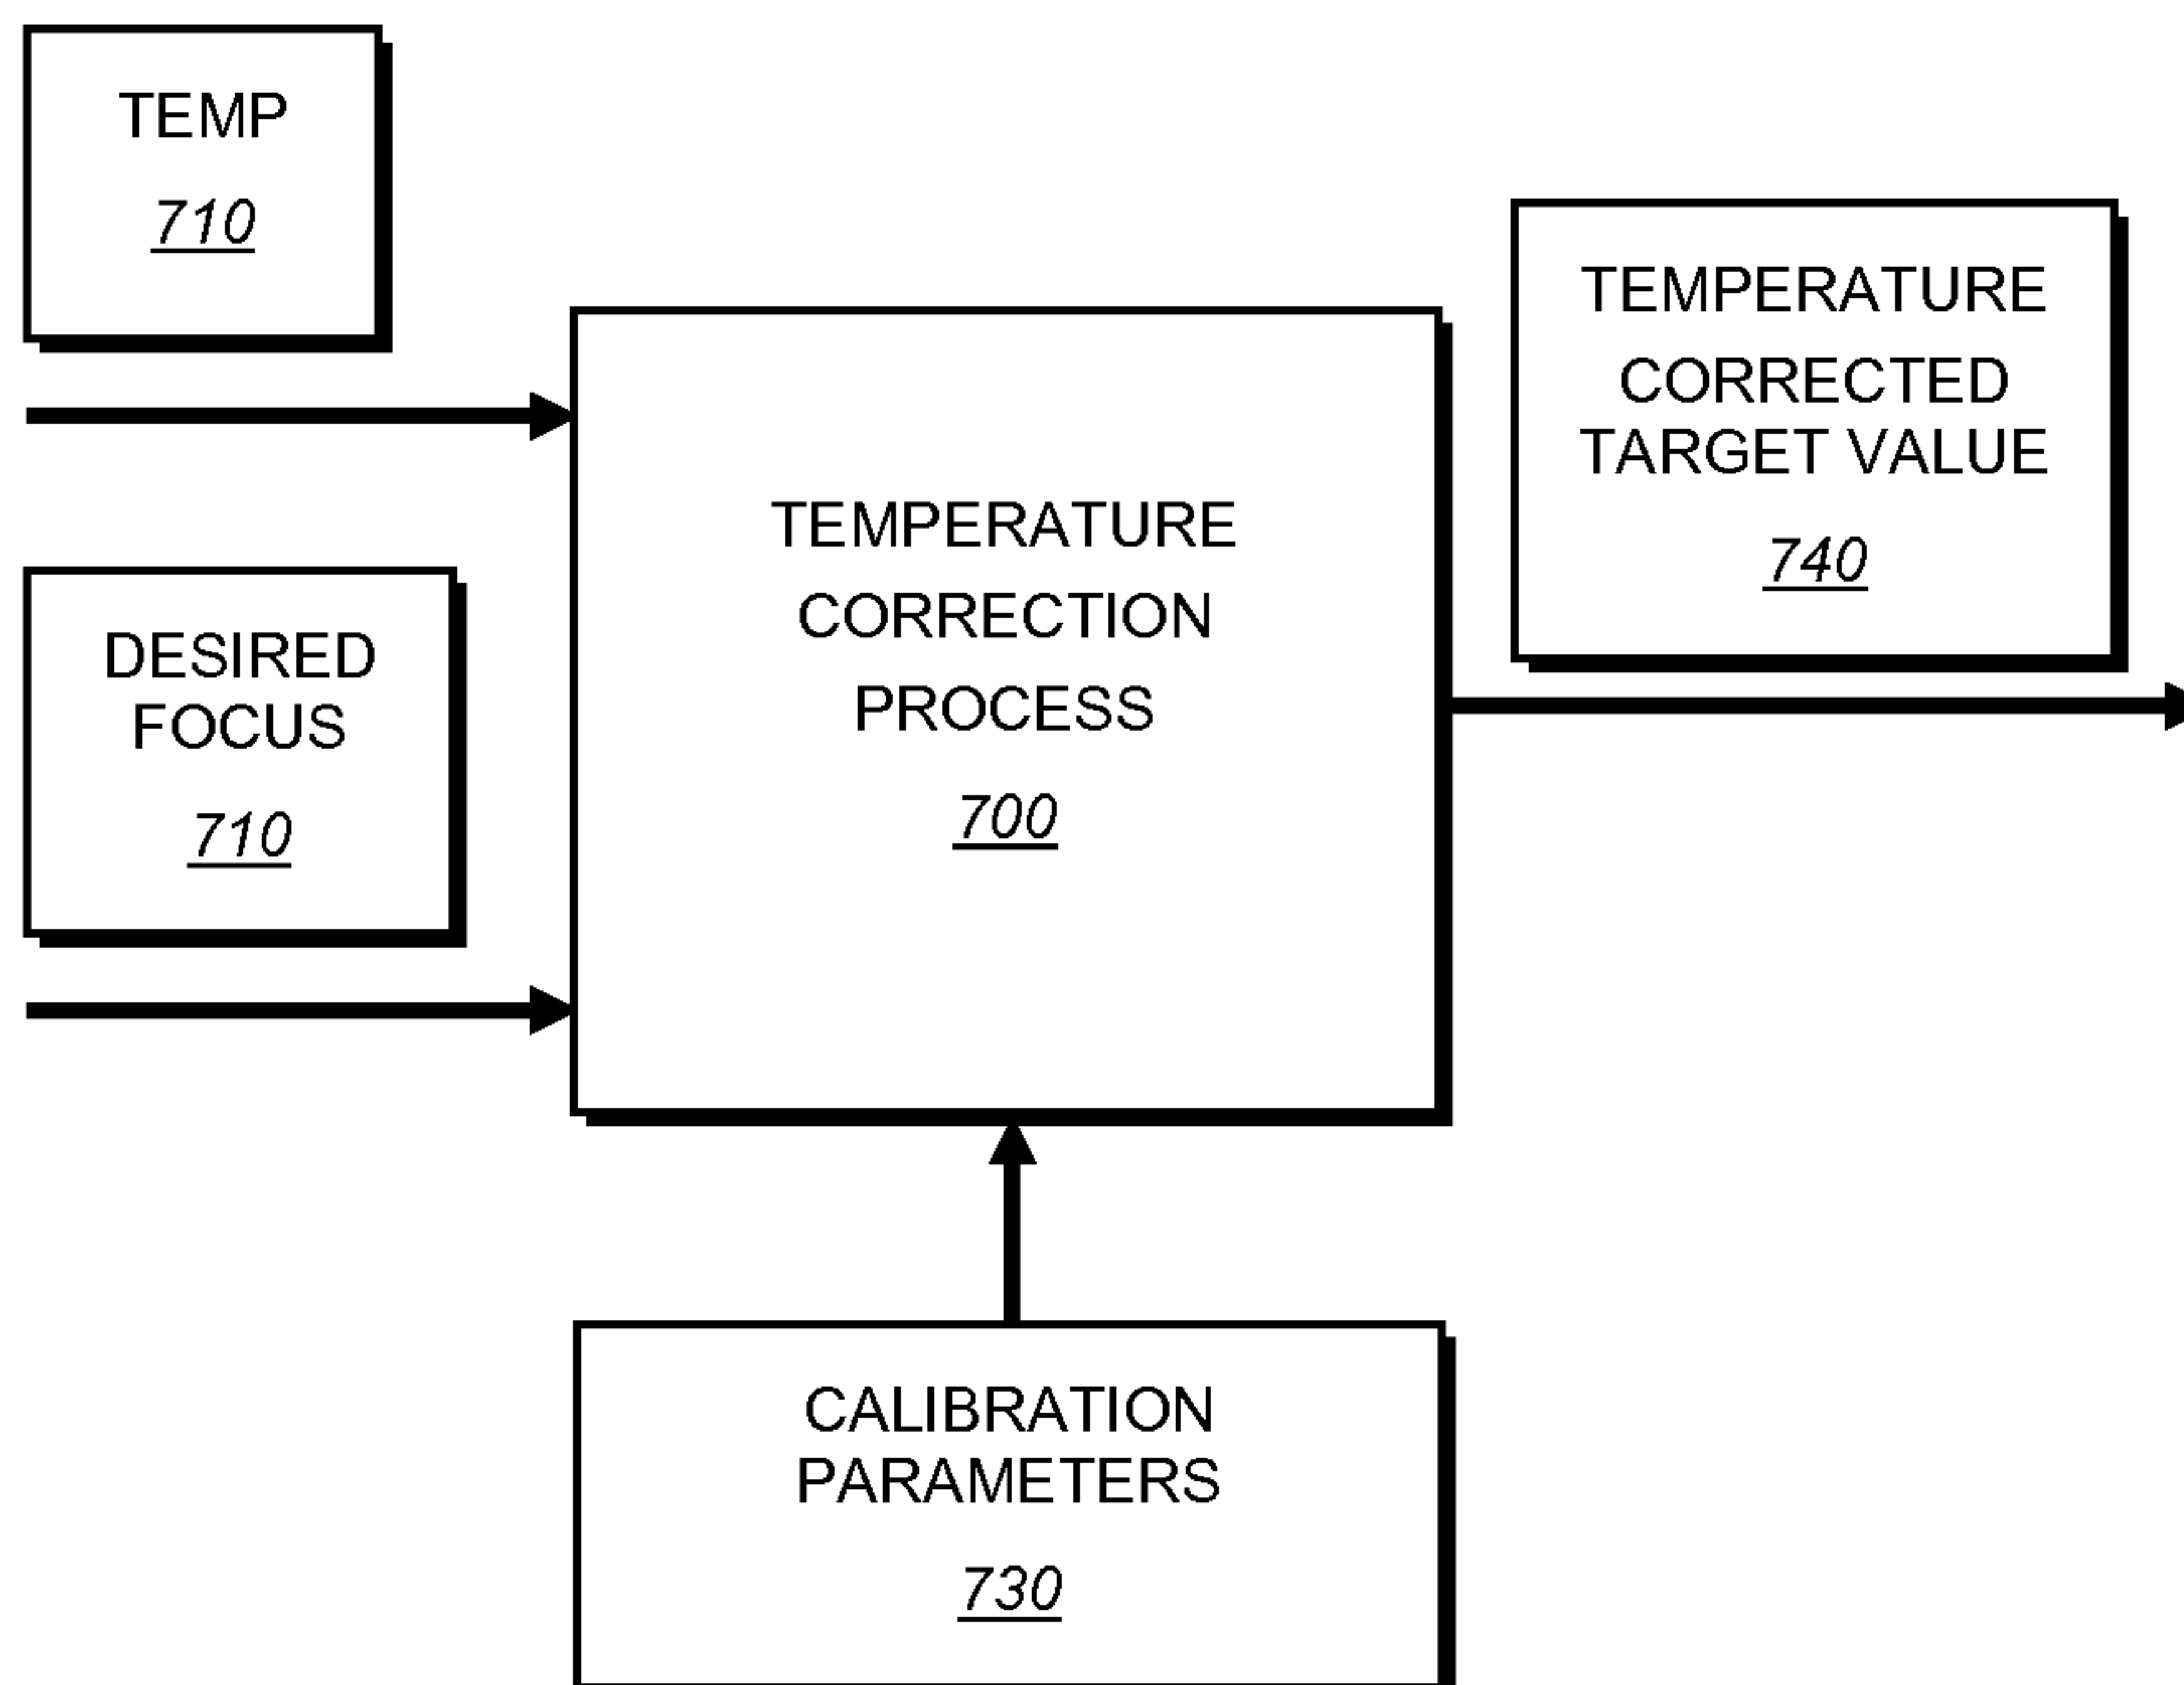 TEMP
710
DESIRED
FOCUS
710
TEMPERATURE
CORRECTION
PROCESS
700
TEMPERATURE
CORRECTED
TARGET VALUE
740
CALIBRATION
PARAMETERS
730